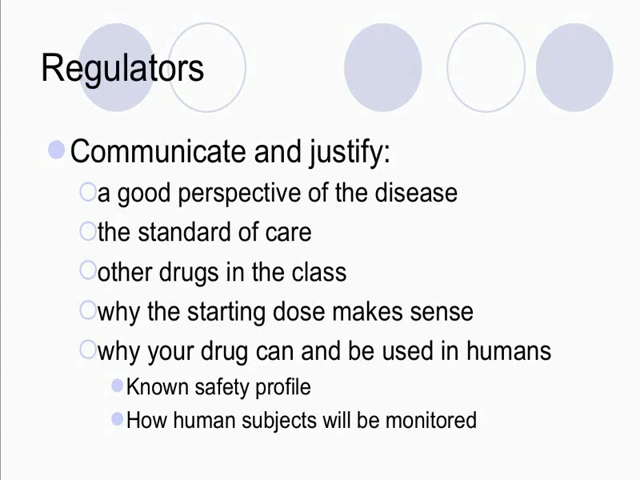 Regulators
Communicate and justify:
a good perspective of the disease
the standard of care
other drugs in the class
why the starting dose makes sense
why your drug can and be used in humans
Known safety profile
How human subjects will be monitored